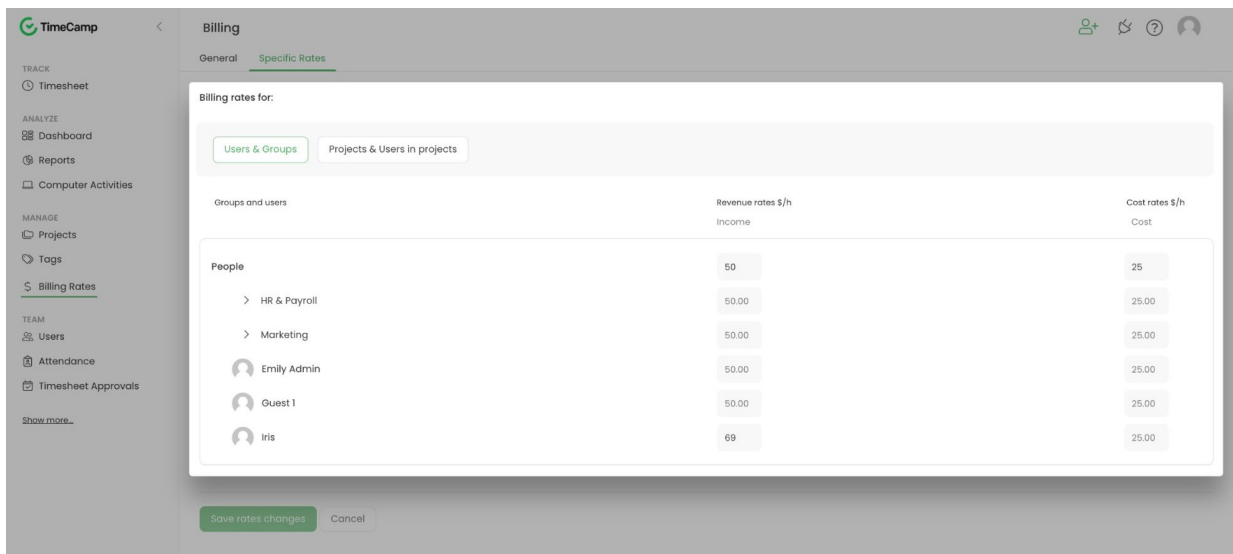 TimeCamp
Billing
General Specific Rates
TRACK
Timesheet
ANALYZE
Dashboard
Reports
Computer Activities
MANAGE
Projects
Tags
$ Billing Rates
TEAM
Users
Attendance
Timesheet Approvals
Show more...
Billing rates for:
Users & Groups Projects & Users in projects
Groups and users Revenue rates $/h Cost rates $/h
Income Cost
People 50 25
HR & Payroll 50.00 25.00
Marketing 50.00 25.00
Emily Admin 50.00 25.00
Guest 1 50.00 25.00
Iris 69 25.00
Save rates changes Cancel